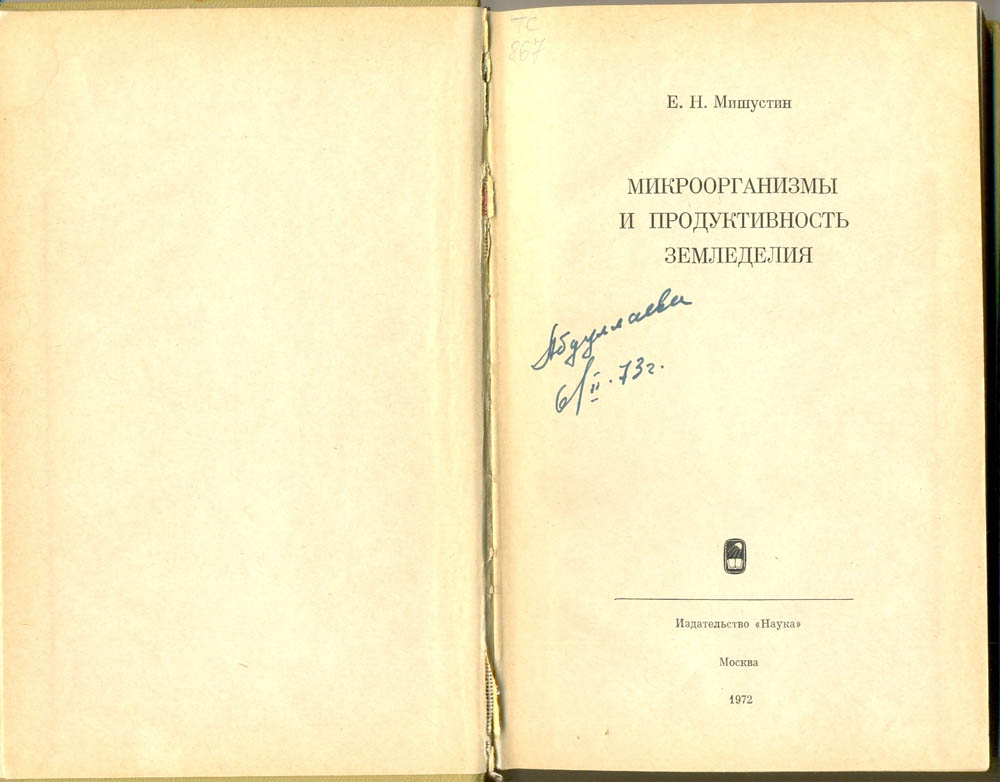 ТС
867
Е. Н. Мишустин
МИКРООРГАНИЗМЫ
И ПРОДУКТИВНОСТЬ
ЗЕМЛЕДЕЛИЯ
Абдуллаева
6/II. 73г.
Издательство «Наука»
Москва
1972